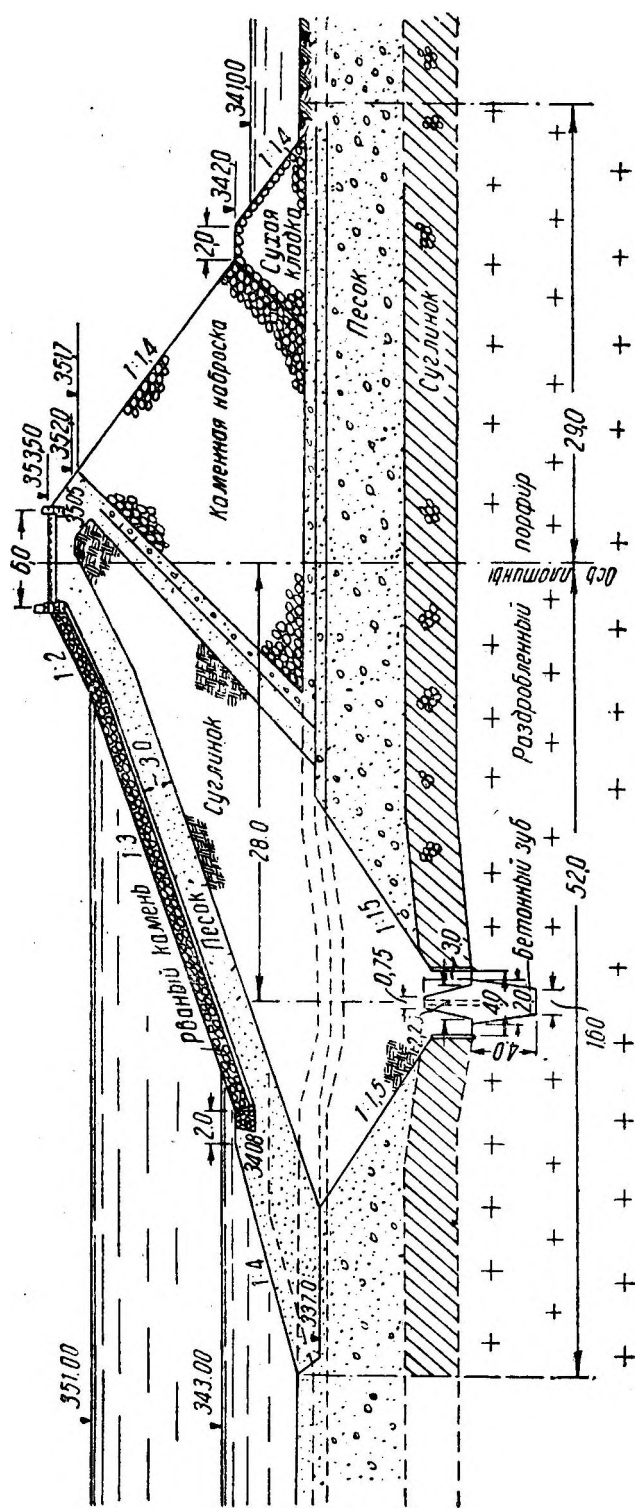 351.00
343.00
1:2
6,0
353,50
352,0
351,7
350,5
1:1,4
2,0
342,0
341,00
1:1,4
Сухая
кладка
Каменная наброска
рваный камень
1:3
3,0
Песок
Суглинок
28.0
2,0
340,8
1:4
337.0
1:1,5
2,2
0,75
1:1,5
3,0
4,0
2,0
4,0
1,60
бетонный зуб
Песок
Суглинок
Раздробленный порфир
Ось плотины
52,0
29,0